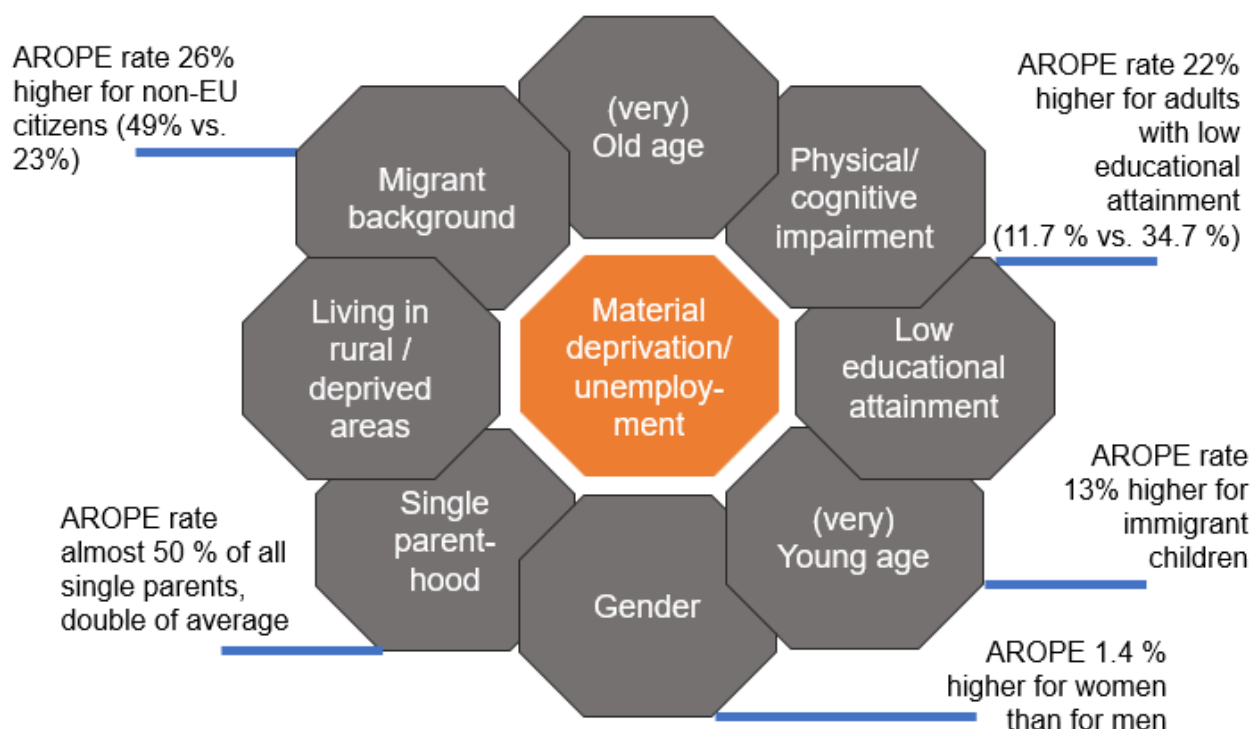 AROPE rate 26%
higher for non-EU
citizens (49% vs.
23%)
(very)
Old age
AROPE rate 22%
higher for adults
with low
educational
attainment
(11.7 % vs. 34.7 %)
Migrant
background
Physical/
cognitive
impairment
Living in
rural /
deprived
areas
Material
deprivation/
unemploy-
ment
Low
educational
attainment
AROPE rate
almost 50 % of all
single parents,
double of average
Single
parent-
hood
Gender
(very)
Young age
AROPE rate
13% higher for
immigrant
children
AROPE 1.4 %
higher for women
than for men